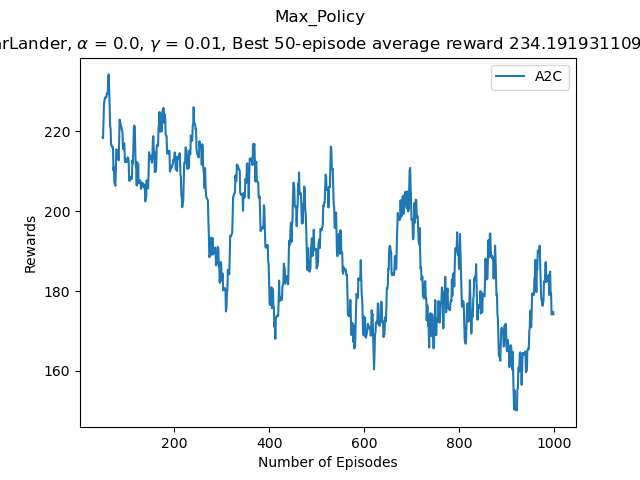 Max_Policy
arLander, α = 0.0, γ = 0.01, Best 50-episode average reward 234.191931109
A2C
220
200
180
160
Rewards
200
400
600
800
1000
Number of Episodes